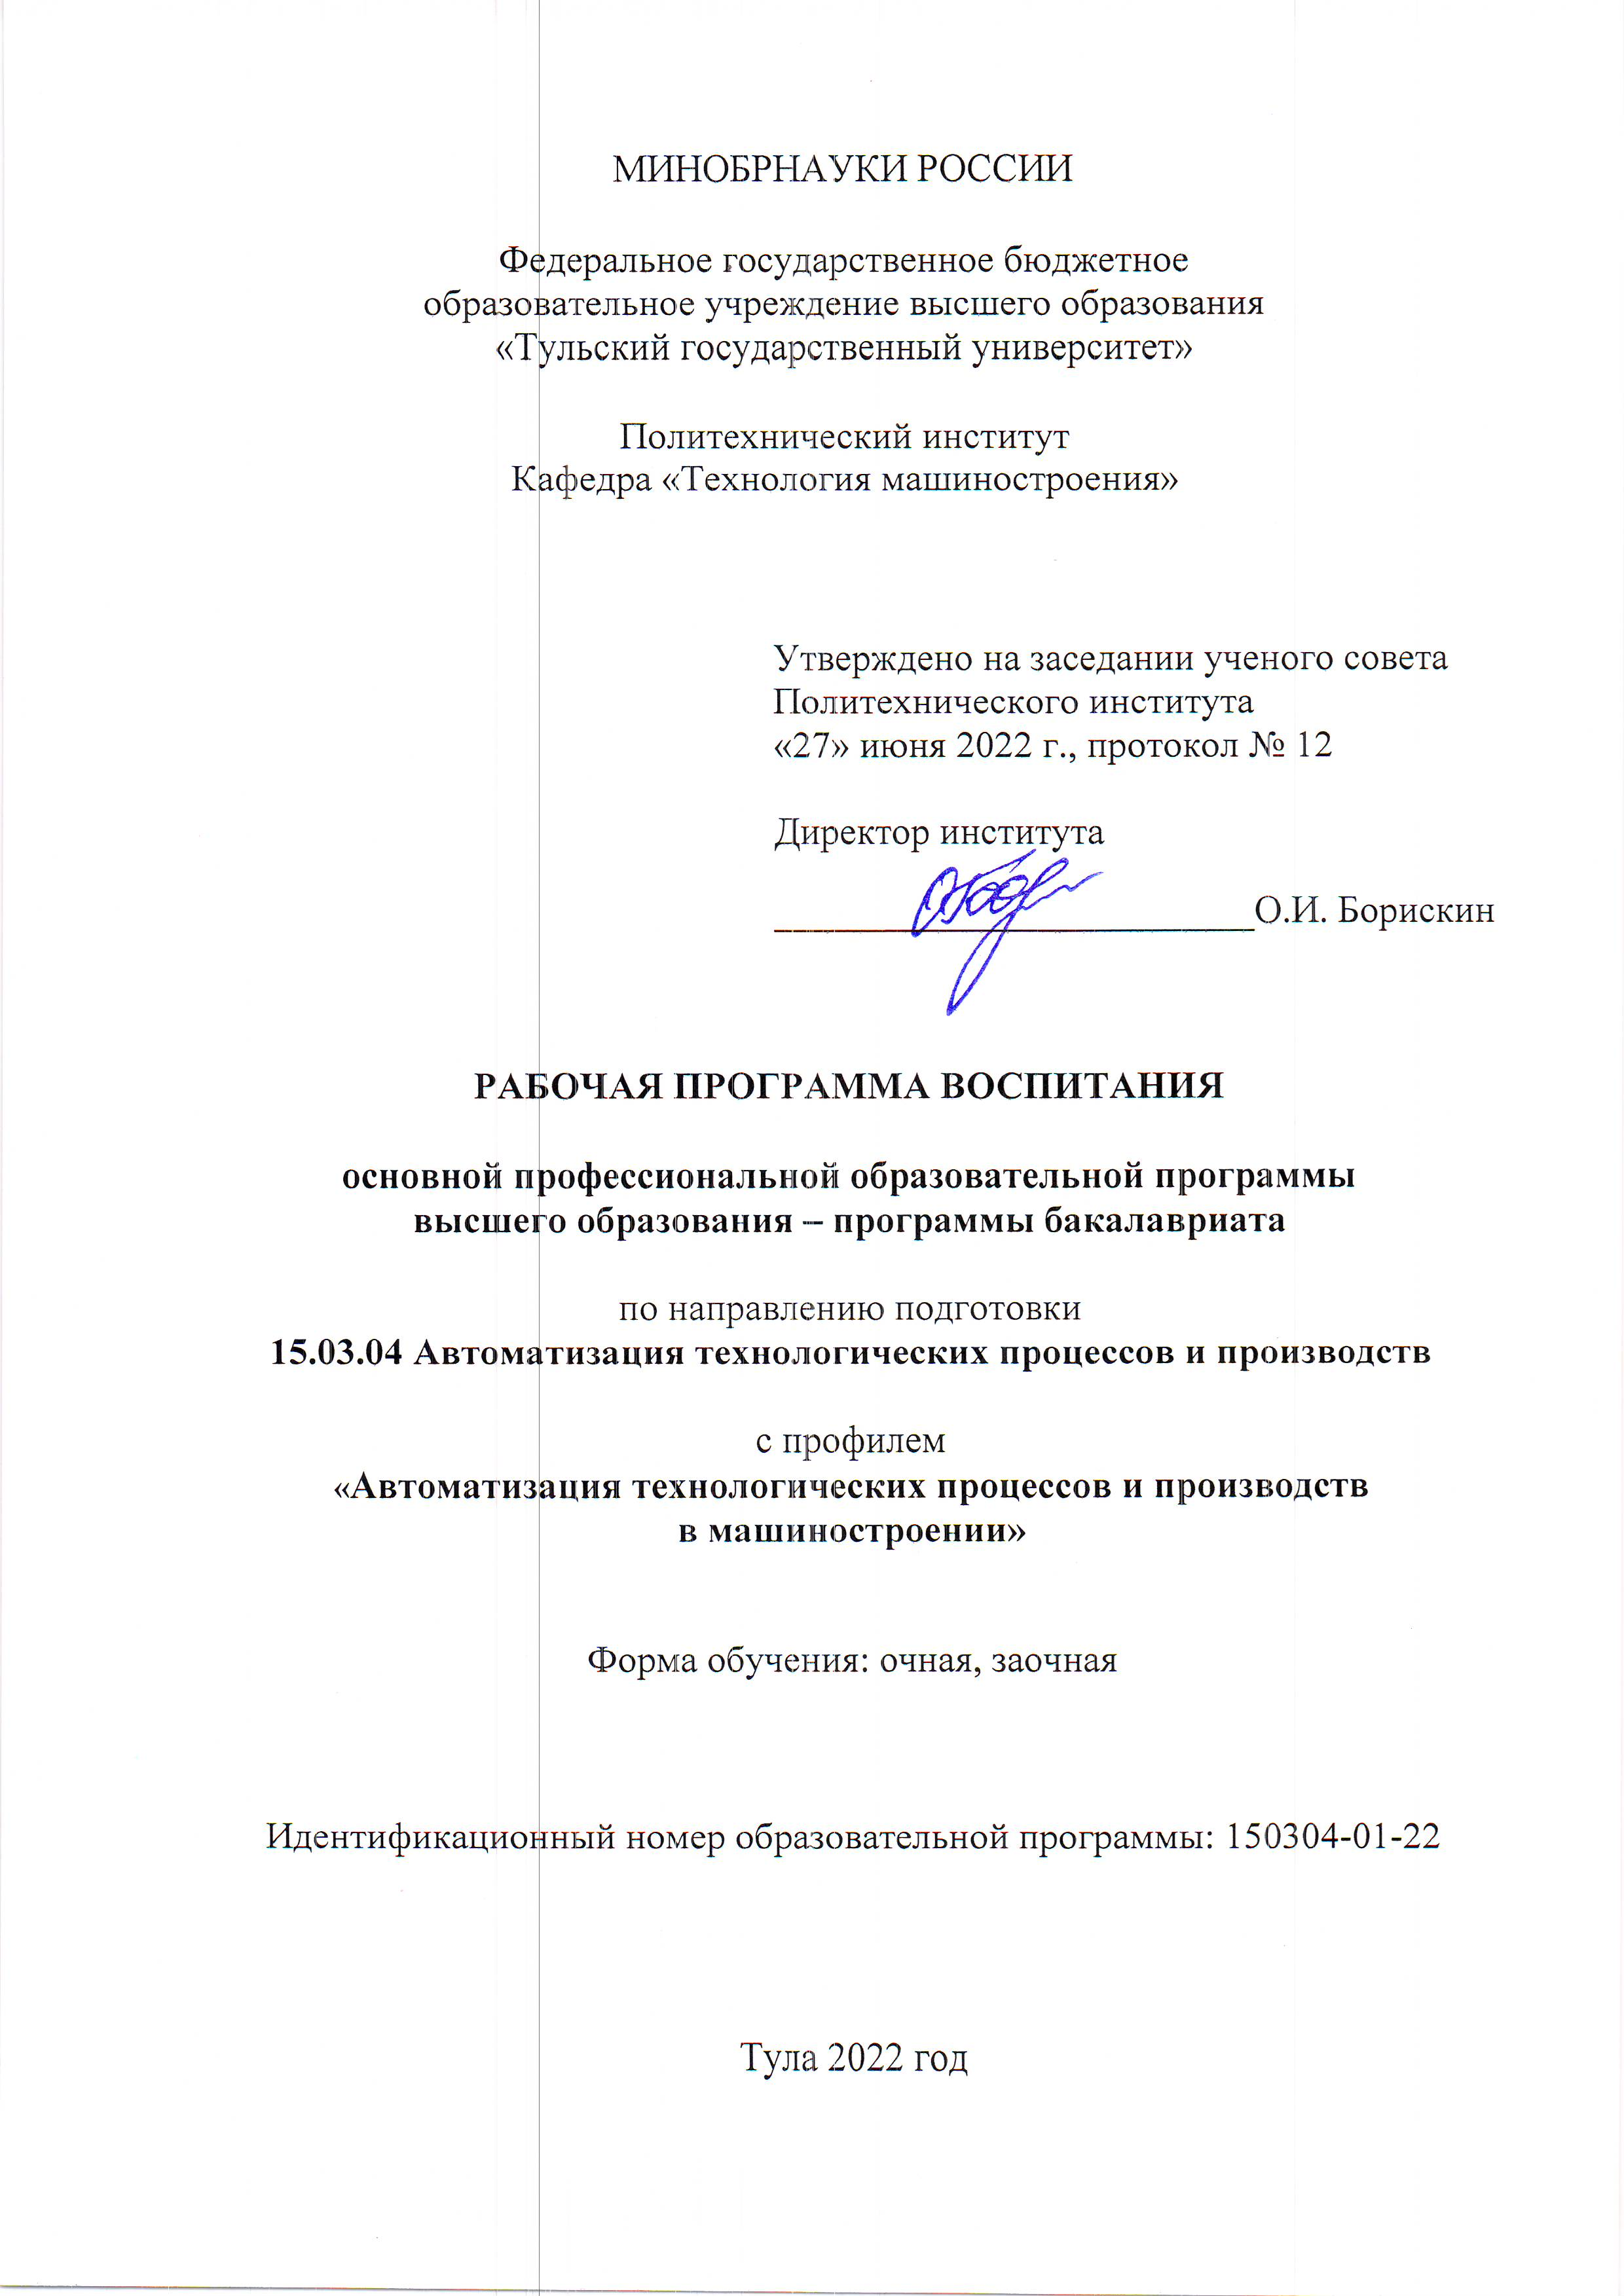 МИНОБРНАУКИ РОССИИ
Федеральное государственное бюджетное
образовательное учреждение высшего образования
«Тульский государственный университет»
Политехнический институт
Кафедра «Технология машиностроения»
Утверждено на заседании ученого совета
Политехнического института
«27» июня 2022 г., протокол № 12
Директор института
О.И. Борискин
РАБОЧАЯ ПРОГРАММА ВОСПИТАНИЯ
основной профессиональной образовательной программы
высшего образования – программы бакалавриата
по направлению подготовки
15.03.04 Автоматизация технологических процессов и производств
с профилем
«Автоматизация технологических процессов и производств
в машиностроении»
Форма обучения: очная, заочная
Идентификационный номер образовательной программы: 150304-01-22
Тула 2022 год